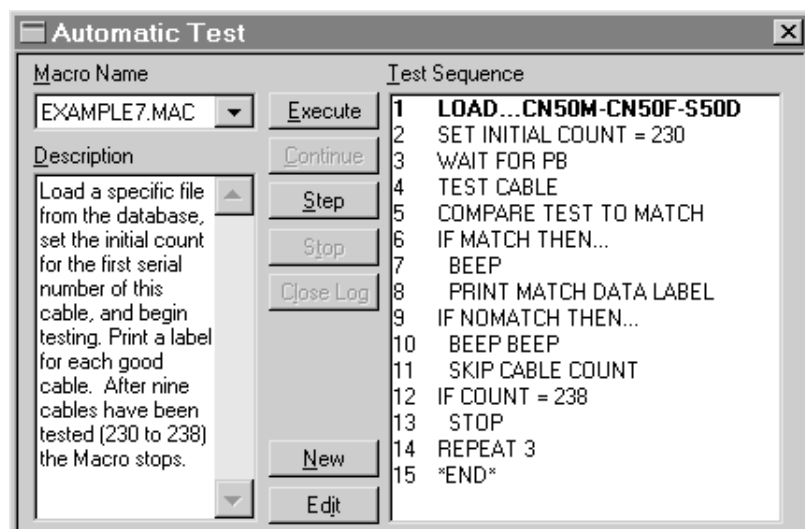 Automatic Test
Macro Name
EXAMPLE7.MAC
Description
Load a specific file
from the database,
set the initial count
for the first serial
number of this
cable, and begin
testing. Print a label
for each good
cable. After nine
cables have been
tested (230 to 238)
the Macro stops.
Execute
Continue
Step
Stop
Close Log
New
Edit
Test Sequence
1 LOAD...CN50M-CN50F-S50D
2 SET INITIAL COUNT = 230
3 WAIT FOR PB
4 TEST CABLE
5 COMPARE TEST TO MATCH
6 IF MATCH THEN...
7 BEEP
8 PRINT MATCH DATA LABEL
9 IF NOMATCH THEN...
10 BEEP BEEP
11 SKIP CABLE COUNT
12 IF COUNT = 238
13 STOP
14 REPEAT 3
15 *END*